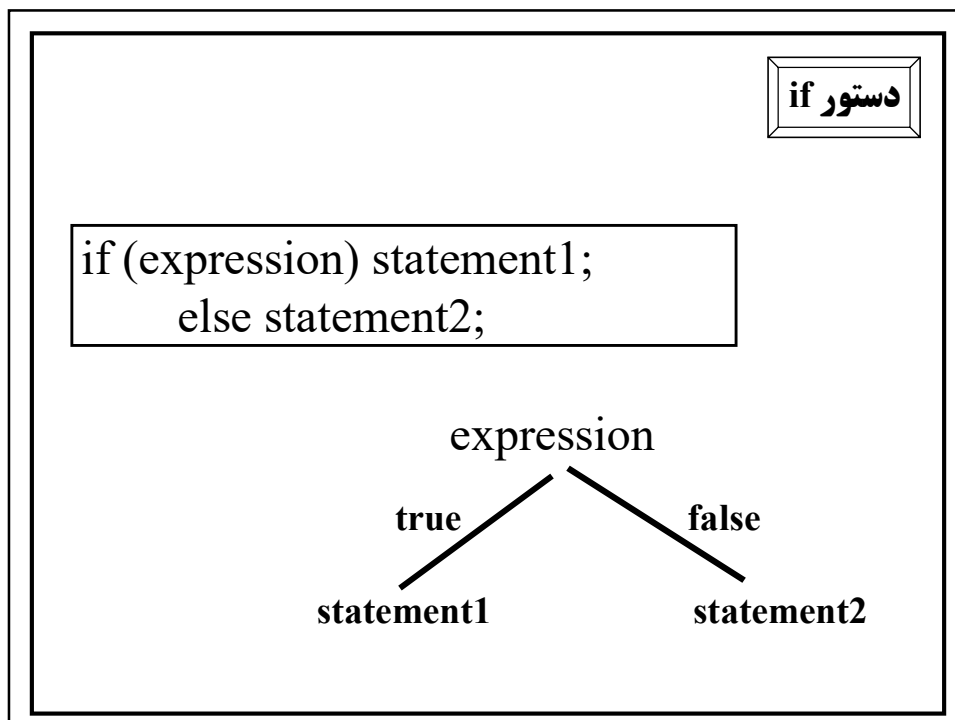 دستور if
if (expression) statement1;
else statement2;
expression
true false
statement1 statement2